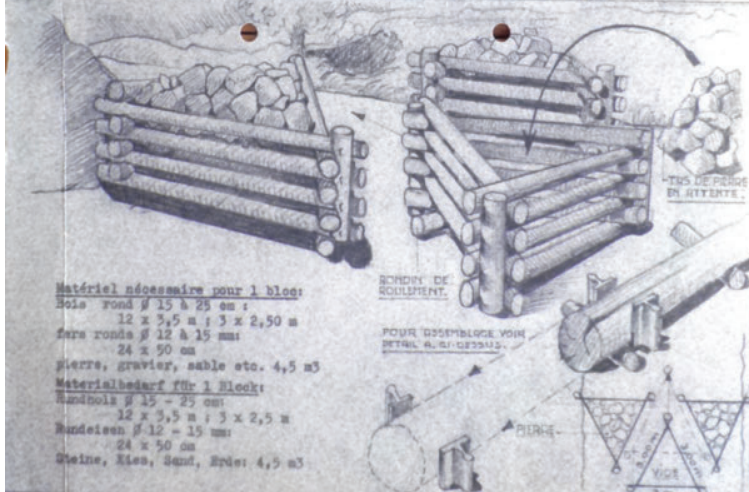 TAS DE PIERRE
EN ATTENTE.
RONDIN DE
ROULEMENT.
Matériel nécessaire pour 1 bloc:
Bois rond Ø 15 à 25 cm :
12 x 3,5 m ; 3 x 2,50 m
fers ronds Ø 12 à 15 mm:
24 x 50 cm
pierre, gravier, sable etc. 4,5 m3
Materialbedarf für 1 Block:
Rundholz Ø 15 - 25 cm:
12 x 3,5 m ; 3 x 2,5 m
Rundeisen Ø 12 - 15 mm:
24 x 50 cm
Steine, Kies, Sand, Erde: 4,5 m3
POUR ASSEMBLAGE VOIR
DETAIL A, CI-DESSUS.
PIERRE
3.00m
VIDE